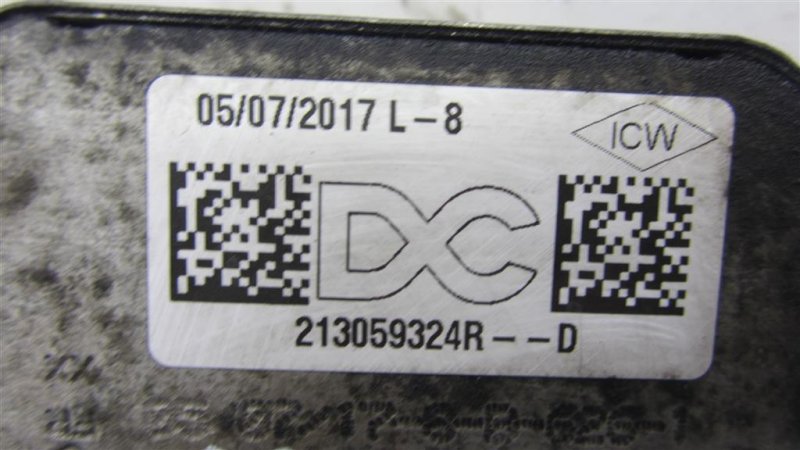 05/07/2017 L-8
ICW
DC
213059324R--D